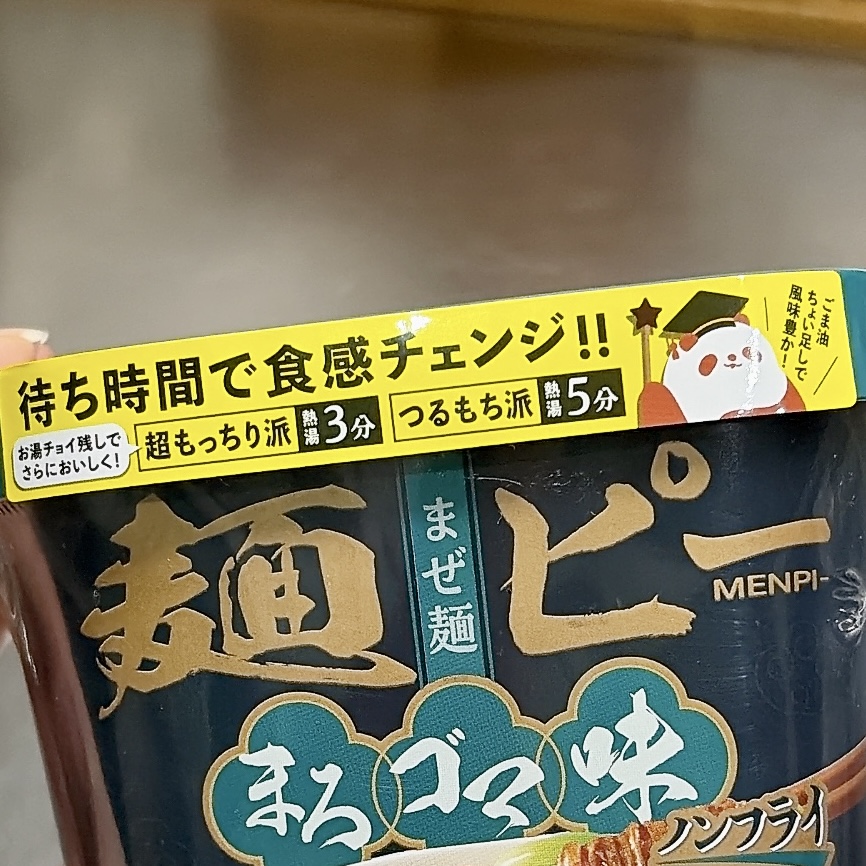 待ち時間で食感チェンジ!!
お湯チョイ残しで
さらにおいしく!
超もっちり派 熱湯3分
つるもち派 熱湯5分
ごま油
ちょい足しで
風味豊か!
麺ピー
MENPI-
まぜ麺
まろゴマ味
ノンフライ